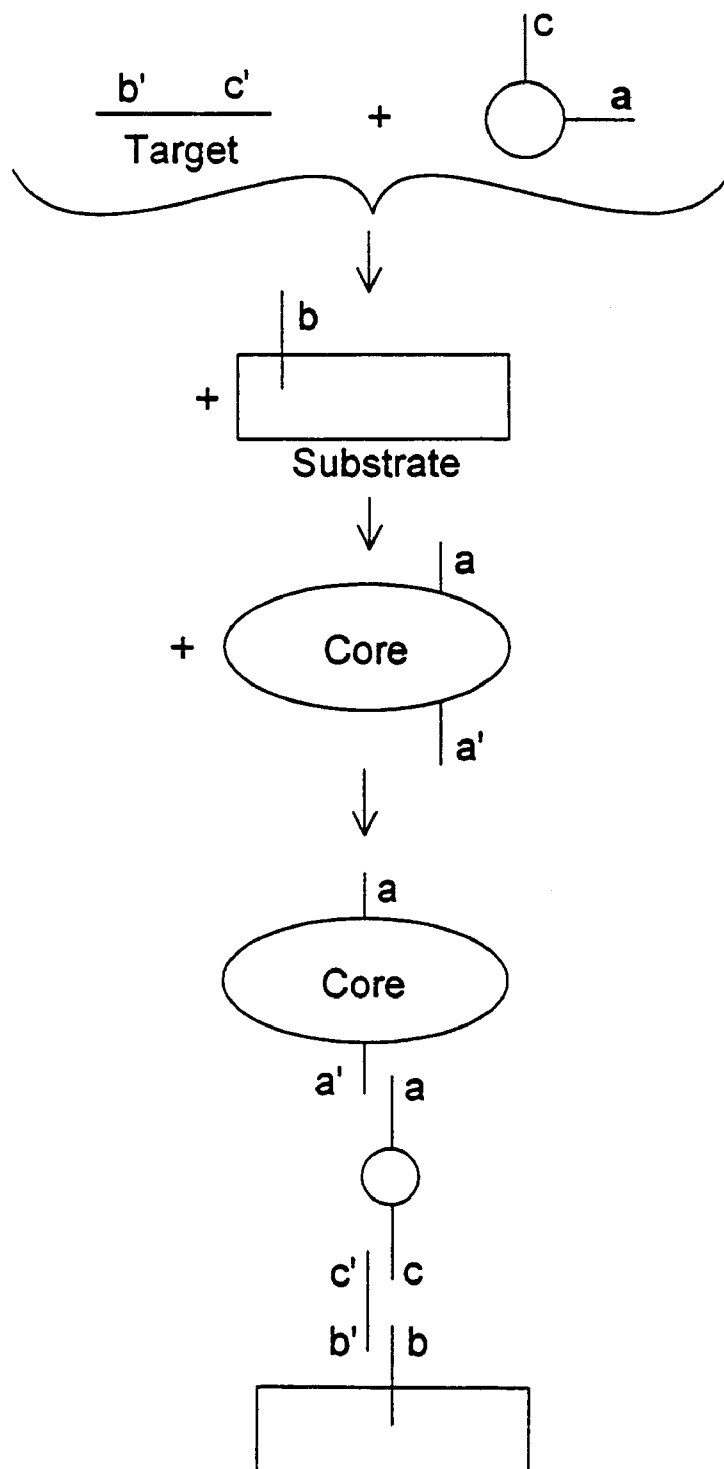 c
b' c' + a
Target
b
+
Substrate
a
+ Core
a'
a
Core
a' a
c' c
b' b